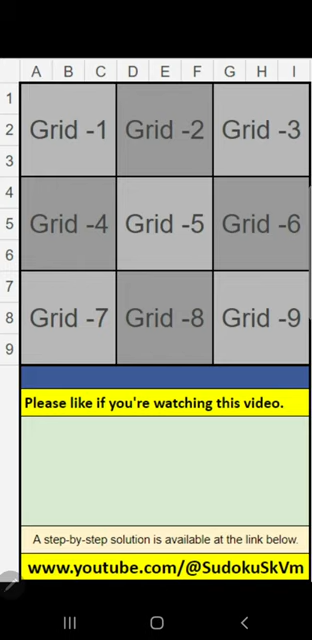 A B C D E F G H I
1
2
3
Grid -1 Grid -2 Grid -3
4
5
6
Grid -4 Grid -5 Grid -6
7
8
9
Grid -7 Grid -8 Grid -9
Please like if you're watching this video.
A step-by-step solution is available at the link below.
www.youtube.com/@SudokuSkVm